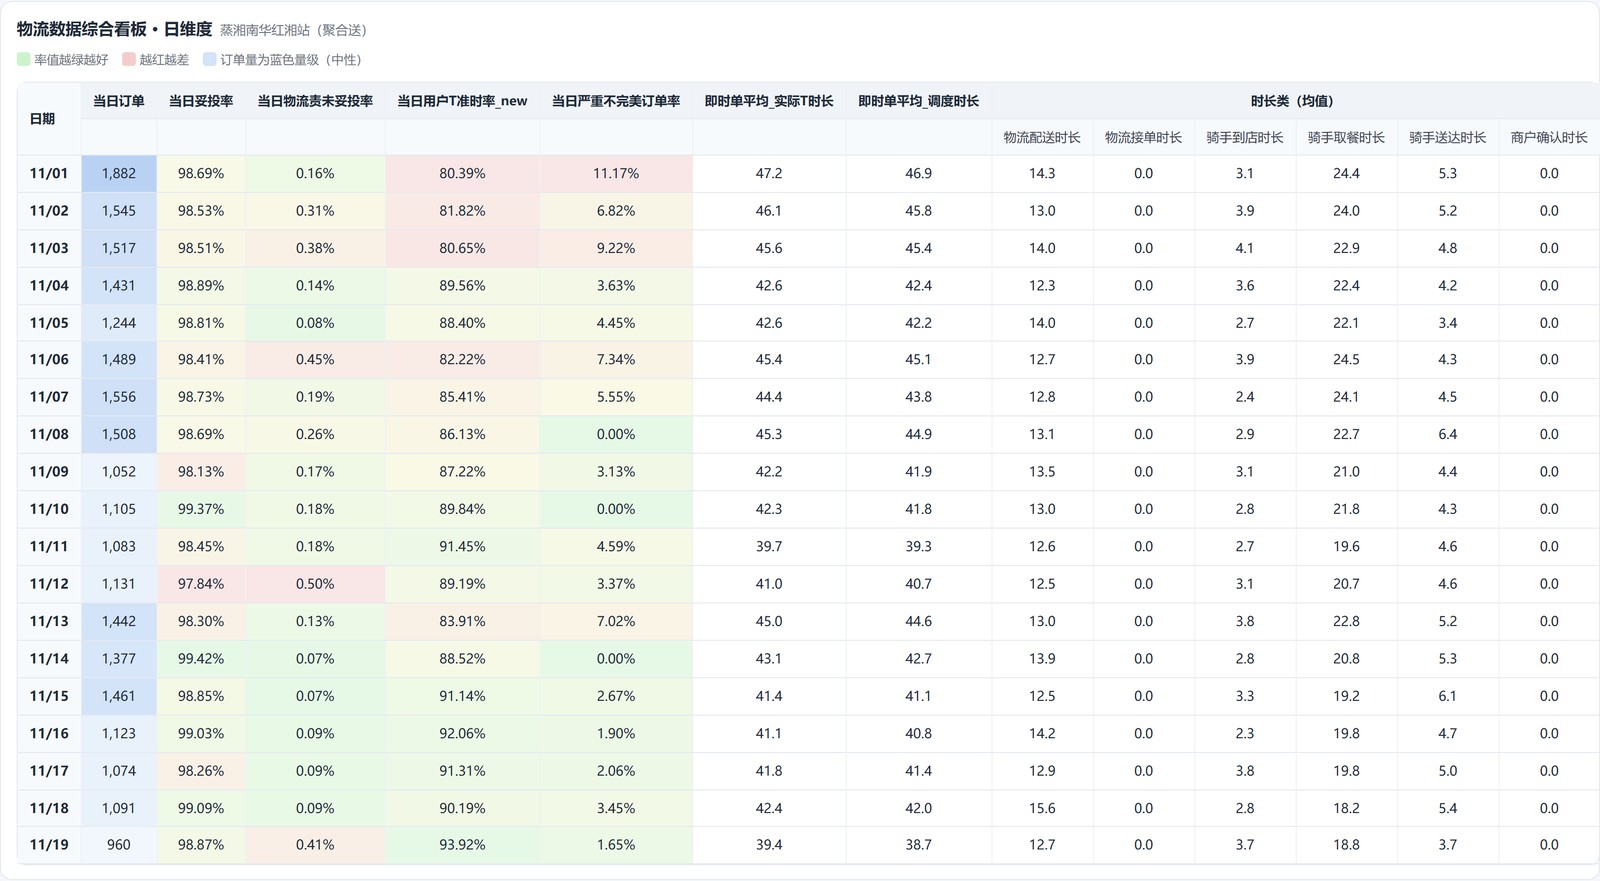 物流数据综合看板 • 日维度 蒸湘南华红湘站（聚合送）
率值越绿越好 越红越差 订单量为蓝色量级（中性）
日期 当日订单 当日妥投率 当日物流责未妥投率 当日用户T准时率_new 当日严重不完美订单率 即时单平均_实际T时长 即时单平均_调度时长 时长类（均值）
物流配送时长 物流接单时长 骑手到店时长 骑手取餐时长 骑手送达时长 商户确认时长
11/01 1,882 98.69% 0.16% 80.39% 11.17% 47.2 46.9 14.3 0.0 3.1 24.4 5.3 0.0
11/02 1,545 98.53% 0.31% 81.82% 6.82% 46.1 45.8 13.0 0.0 3.9 24.0 5.2 0.0
11/03 1,517 98.51% 0.38% 80.65% 9.22% 45.6 45.4 14.0 0.0 4.1 22.9 4.8 0.0
11/04 1,431 98.89% 0.14% 89.56% 3.63% 42.6 42.4 12.3 0.0 3.6 22.4 4.2 0.0
11/05 1,244 98.81% 0.08% 88.40% 4.45% 42.6 42.2 14.0 0.0 2.7 22.1 3.4 0.0
11/06 1,489 98.41% 0.45% 82.22% 7.34% 45.4 45.1 12.7 0.0 3.9 24.5 4.3 0.0
11/07 1,556 98.73% 0.19% 85.41% 5.55% 44.4 43.8 12.8 0.0 2.4 24.1 4.5 0.0
11/08 1,508 98.69% 0.26% 86.13% 0.00% 45.3 44.9 13.1 0.0 2.9 22.7 6.4 0.0
11/09 1,052 98.13% 0.17% 87.22% 3.13% 42.2 41.9 13.5 0.0 3.1 21.0 4.4 0.0
11/10 1,105 99.37% 0.18% 89.84% 0.00% 42.3 41.8 13.0 0.0 2.8 21.8 4.3 0.0
11/11 1,083 98.45% 0.18% 91.45% 4.59% 39.7 39.3 12.6 0.0 2.7 19.6 4.6 0.0
11/12 1,131 97.84% 0.50% 89.19% 3.37% 41.0 40.7 12.5 0.0 3.1 20.7 4.6 0.0
11/13 1,442 98.30% 0.13% 83.91% 7.02% 45.0 44.6 13.0 0.0 3.8 22.8 5.2 0.0
11/14 1,377 99.42% 0.07% 88.52% 0.00% 43.1 42.7 13.9 0.0 2.8 20.8 5.3 0.0
11/15 1,461 98.85% 0.07% 91.14% 2.67% 41.4 41.1 12.5 0.0 3.3 19.2 6.1 0.0
11/16 1,123 99.03% 0.09% 92.06% 1.90% 41.1 40.8 14.2 0.0 2.3 19.8 4.7 0.0
11/17 1,074 98.26% 0.09% 91.31% 2.06% 41.8 41.4 12.9 0.0 3.8 19.8 5.0 0.0
11/18 1,091 99.09% 0.09% 90.19% 3.45% 42.4 42.0 15.6 0.0 2.8 18.2 5.4 0.0
11/19 960 98.87% 0.41% 93.92% 1.65% 39.4 38.7 12.7 0.0 3.7 18.8 3.7 0.0